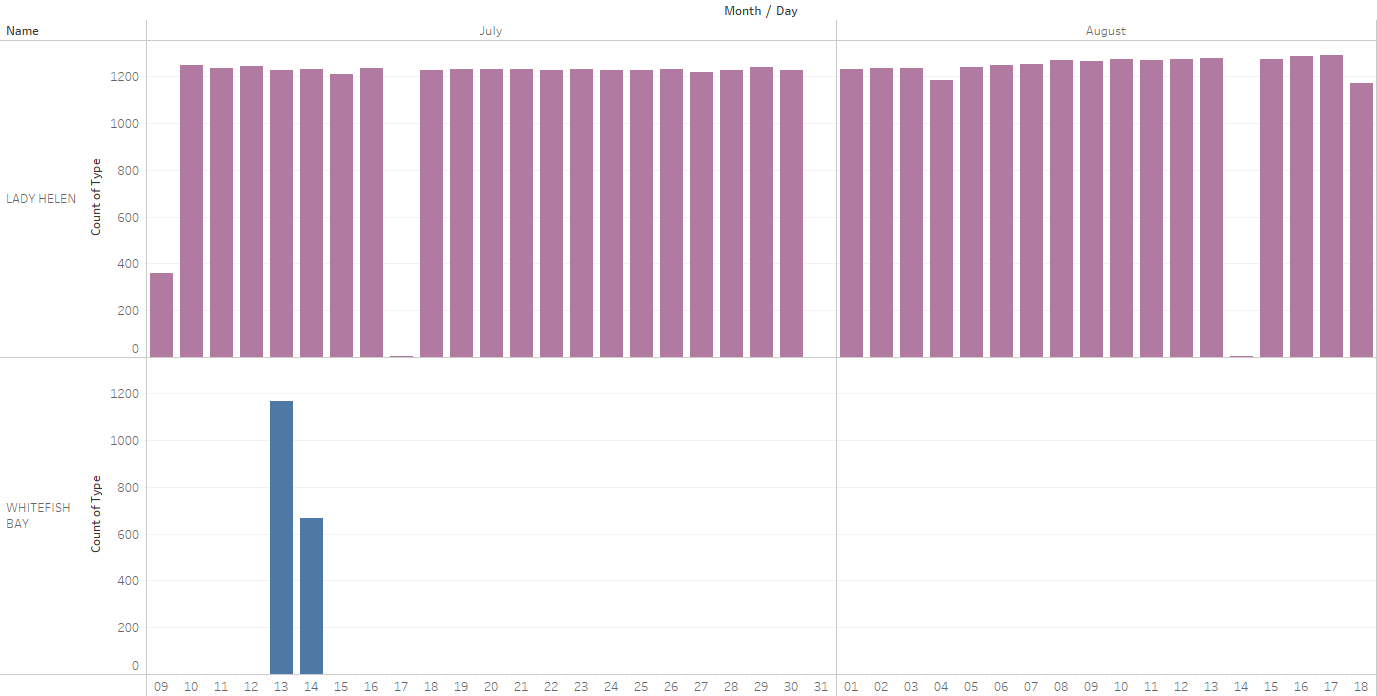 Month / Day
Name
July
August
1200
1000
800
600
400
200
0
Count of Type
LADY HELEN
1200
1000
800
600
400
200
0
Count of Type
WHITEFISH
BAY
09 10 11 12 13 14 15 16 17 18 19 20 21 22 23 24 25 26 27 28 29 30 31 01 02 03 04 05 06 07 08 09 10 11 12 13 14 15 16 17 18